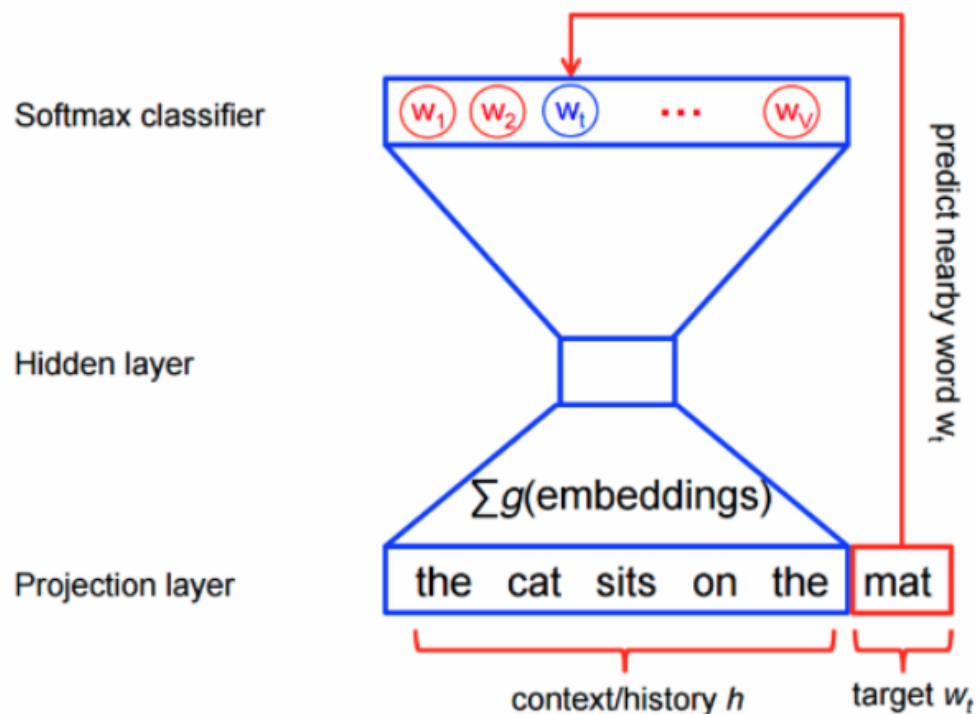 Softmax classifier
w1 w2 wt ... wV
predict nearby word wt
Hidden layer
∑g(embeddings)
Projection layer
the cat sits on the mat
context/history h
target wt